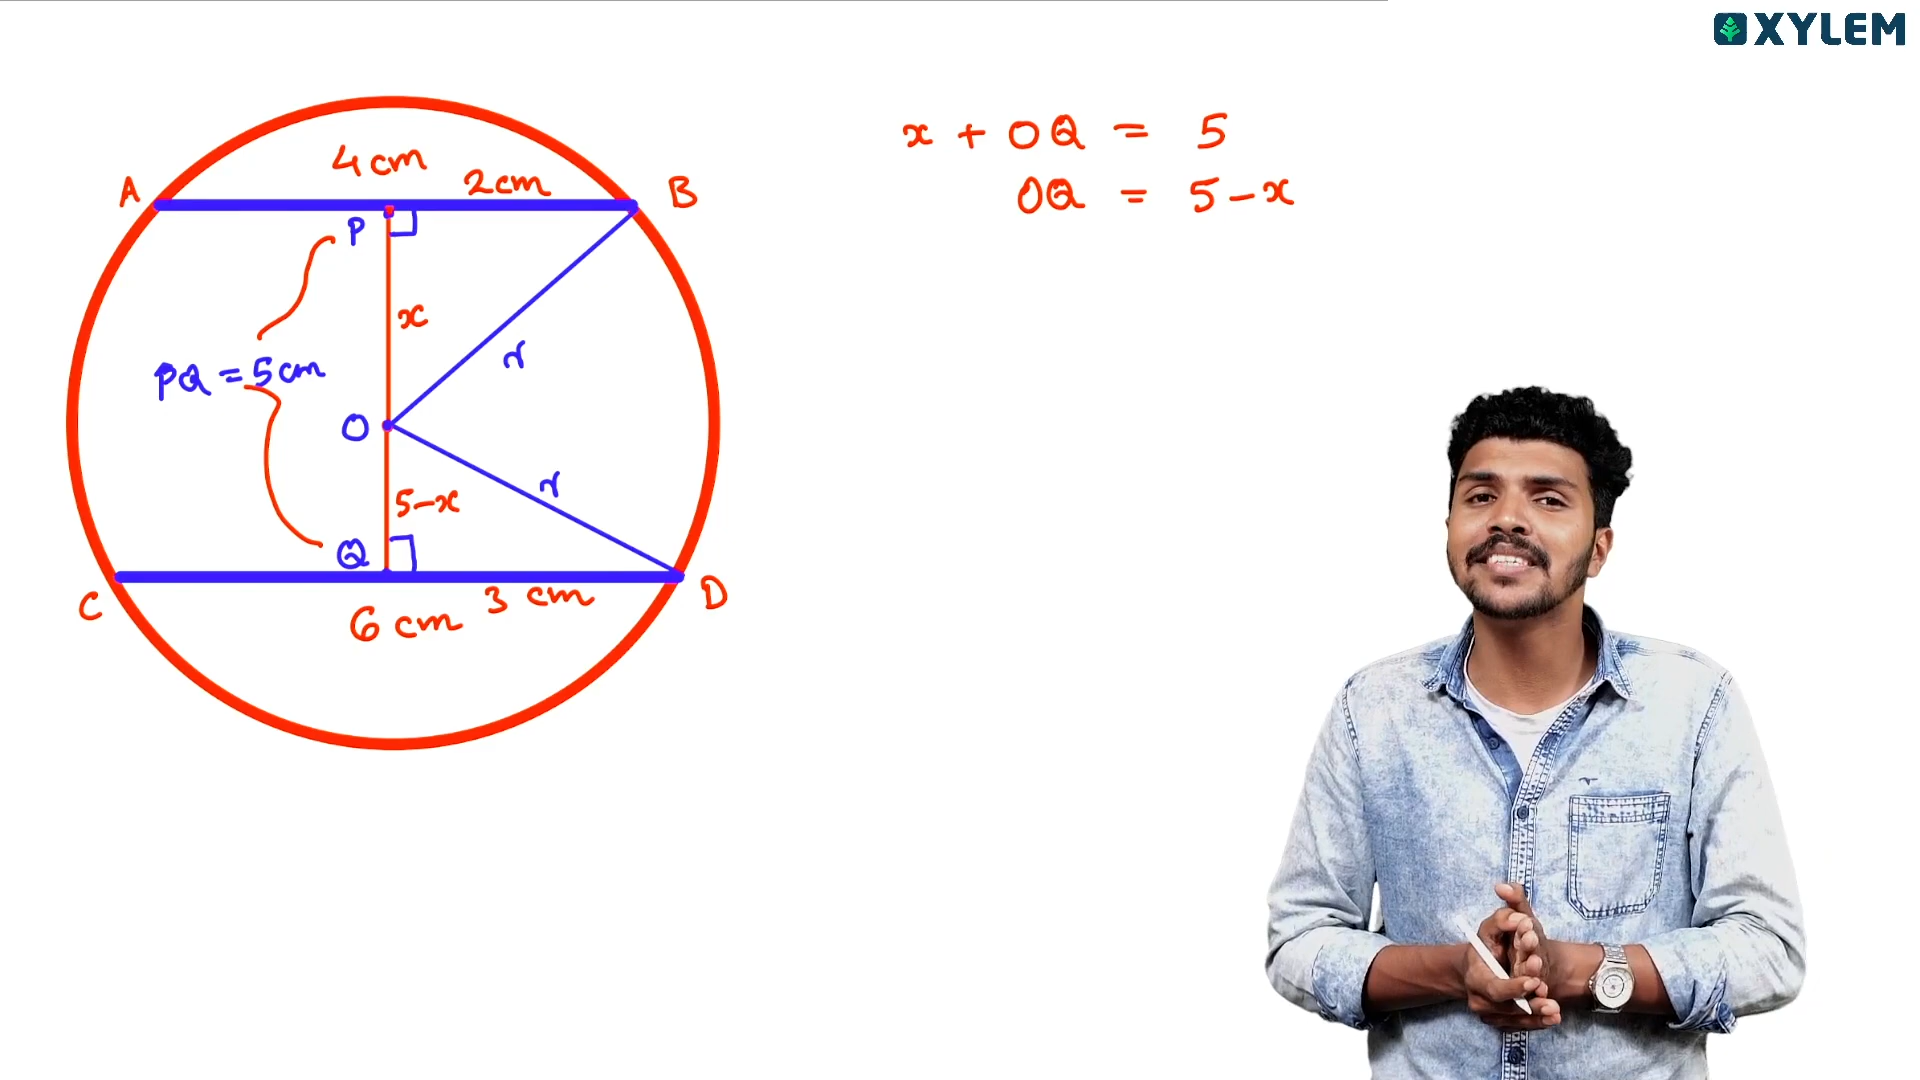 XYLEM
x + OQ = 5
OQ = 5-x
4 cm
2cm
A
B
P
x
r
PQ = 5cm
O
r
5-x
Q
C
3 cm
D
6 cm